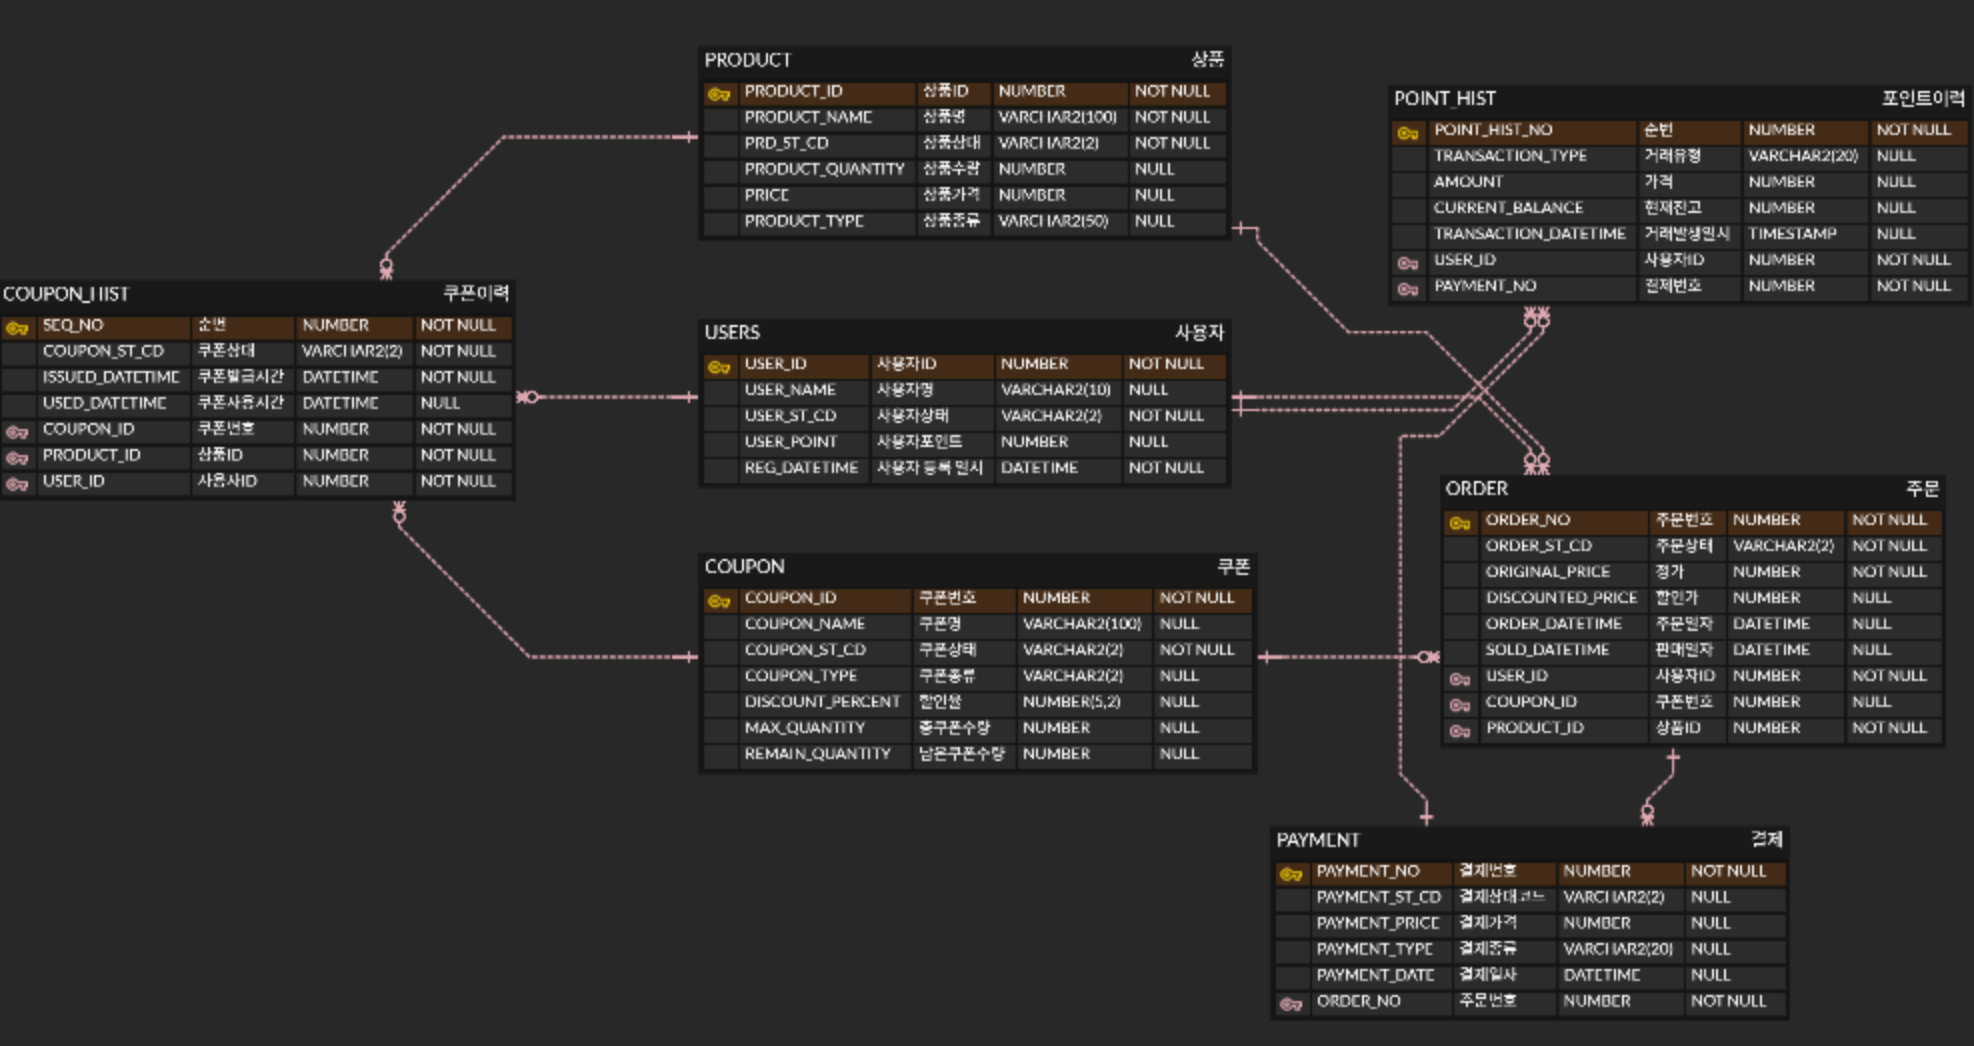 PRODUCT 상품
PRODUCT_ID 상품ID NUMBER NOT NULL
PRODUCT_NAME 상품명 VARCHAR2(100) NOT NULL
PRD_ST_CD 상품상태 VARCHAR2(2) NOT NULL
PRODUCT_QUANTITY 상품수량 NUMBER NULL
PRICE 상품가격 NUMBER NULL
PRODUCT_TYPE 상품종류 VARCHAR2(50) NULL
POINT_HIST 포인트이력
POINT_HIST_NO 순번 NUMBER NOT NULL
TRANSACTION_TYPE 거래유형 VARCHAR2(20) NULL
AMOUNT 가격 NUMBER NULL
CURRENT_BALANCE 현재잔고 NUMBER NULL
TRANSACTION_DATETIME 거래발생일시 TIMESTAMP NULL
USER_ID 사용자ID NUMBER NOT NULL
PAYMENT_NO 결제번호 NUMBER NOT NULL
COUPON_HIST 쿠폰이력
SEQ_NO 순번 NUMBER NOT NULL
COUPON_ST_CD 쿠폰상태 VARCHAR2(2) NOT NULL
ISSUED_DATETIME 쿠폰발급시간 DATETIME NOT NULL
USED_DATETIME 쿠폰사용시간 DATETIME NULL
COUPON_ID 쿠폰번호 NUMBER NOT NULL
PRODUCT_ID 상품ID NUMBER NOT NULL
USER_ID 사용자ID NUMBER NOT NULL
USERS 사용자
USER_ID 사용자ID NUMBER NOT NULL
USER_NAME 사용자명 VARCHAR2(10) NULL
USER_ST_CD 사용자상태 VARCHAR2(2) NOT NULL
USER_POINT 사용자포인트 NUMBER NULL
REG_DATETIME 사용자 등록 일시 DATETIME NOT NULL
COUPON 쿠폰
COUPON_ID 쿠폰번호 NUMBER NOT NULL
COUPON_NAME 쿠폰명 VARCHAR2(100) NULL
COUPON_ST_CD 쿠폰상태 VARCHAR2(2) NOT NULL
COUPON_TYPE 쿠폰종류 VARCHAR2(2) NULL
DISCOUNT_PERCENT 할인율 NUMBER(5,2) NULL
MAX_QUANTITY 총쿠폰수량 NUMBER NULL
REMAIN_QUANTITY 남은쿠폰수량 NUMBER NULL
ORDER 주문
ORDER_NO 주문번호 NUMBER NOT NULL
ORDER_ST_CD 주문상태 VARCHAR2(2) NOT NULL
ORIGINAL_PRICE 정가 NUMBER NOT NULL
DISCOUNTED_PRICE 할인가 NUMBER NULL
ORDER_DATETIME 주문일자 DATETIME NULL
SOLD_DATETIME 판매일자 DATETIME NULL
USER_ID 사용자ID NUMBER NOT NULL
COUPON_ID 쿠폰번호 NUMBER NULL
PRODUCT_ID 상품ID NUMBER NOT NULL
PAYMENT 결제
PAYMENT_NO 결제번호 NUMBER NOT NULL
PAYMENT_ST_CD 결제상태코드 VARCHAR2(2) NULL
PAYMENT_PRICE 결제가격 NUMBER NULL
PAYMENT_TYPE 결제종류 VARCHAR2(20) NULL
PAYMENT_DATE 결제일자 DATETIME NULL
ORDER_NO 주문번호 NUMBER NOT NULL